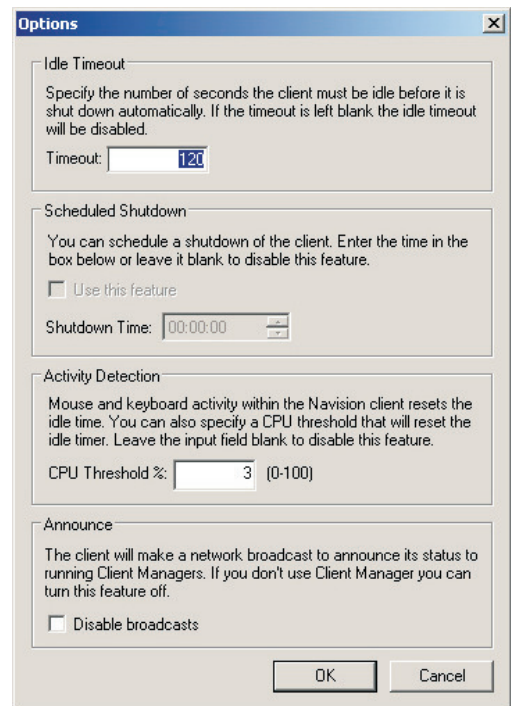 Options
Idle Timeout
Specify the number of seconds the client must be idle before it is
shut down automatically. If the timeout is left blank the idle timeout
will be disabled.
Timeout: 120
Scheduled Shutdown
You can schedule a shutdown of the client. Enter the time in the
box below or leave it blank to disable this feature.
Use this feature
Shutdown Time: 00:00:00
Activity Detection
Mouse and keyboard activity within the Navision client resets the
idle time. You can also specify a CPU threshold that will reset the
idle timer. Leave the input field blank to disable this feature.
CPU Threshold %: 3 (0-100)
Announce
The client will make a network broadcast to announce its status to
running Client Managers. If you don't use Client Manager you can
turn this feature off.
Disable broadcasts
OK Cancel